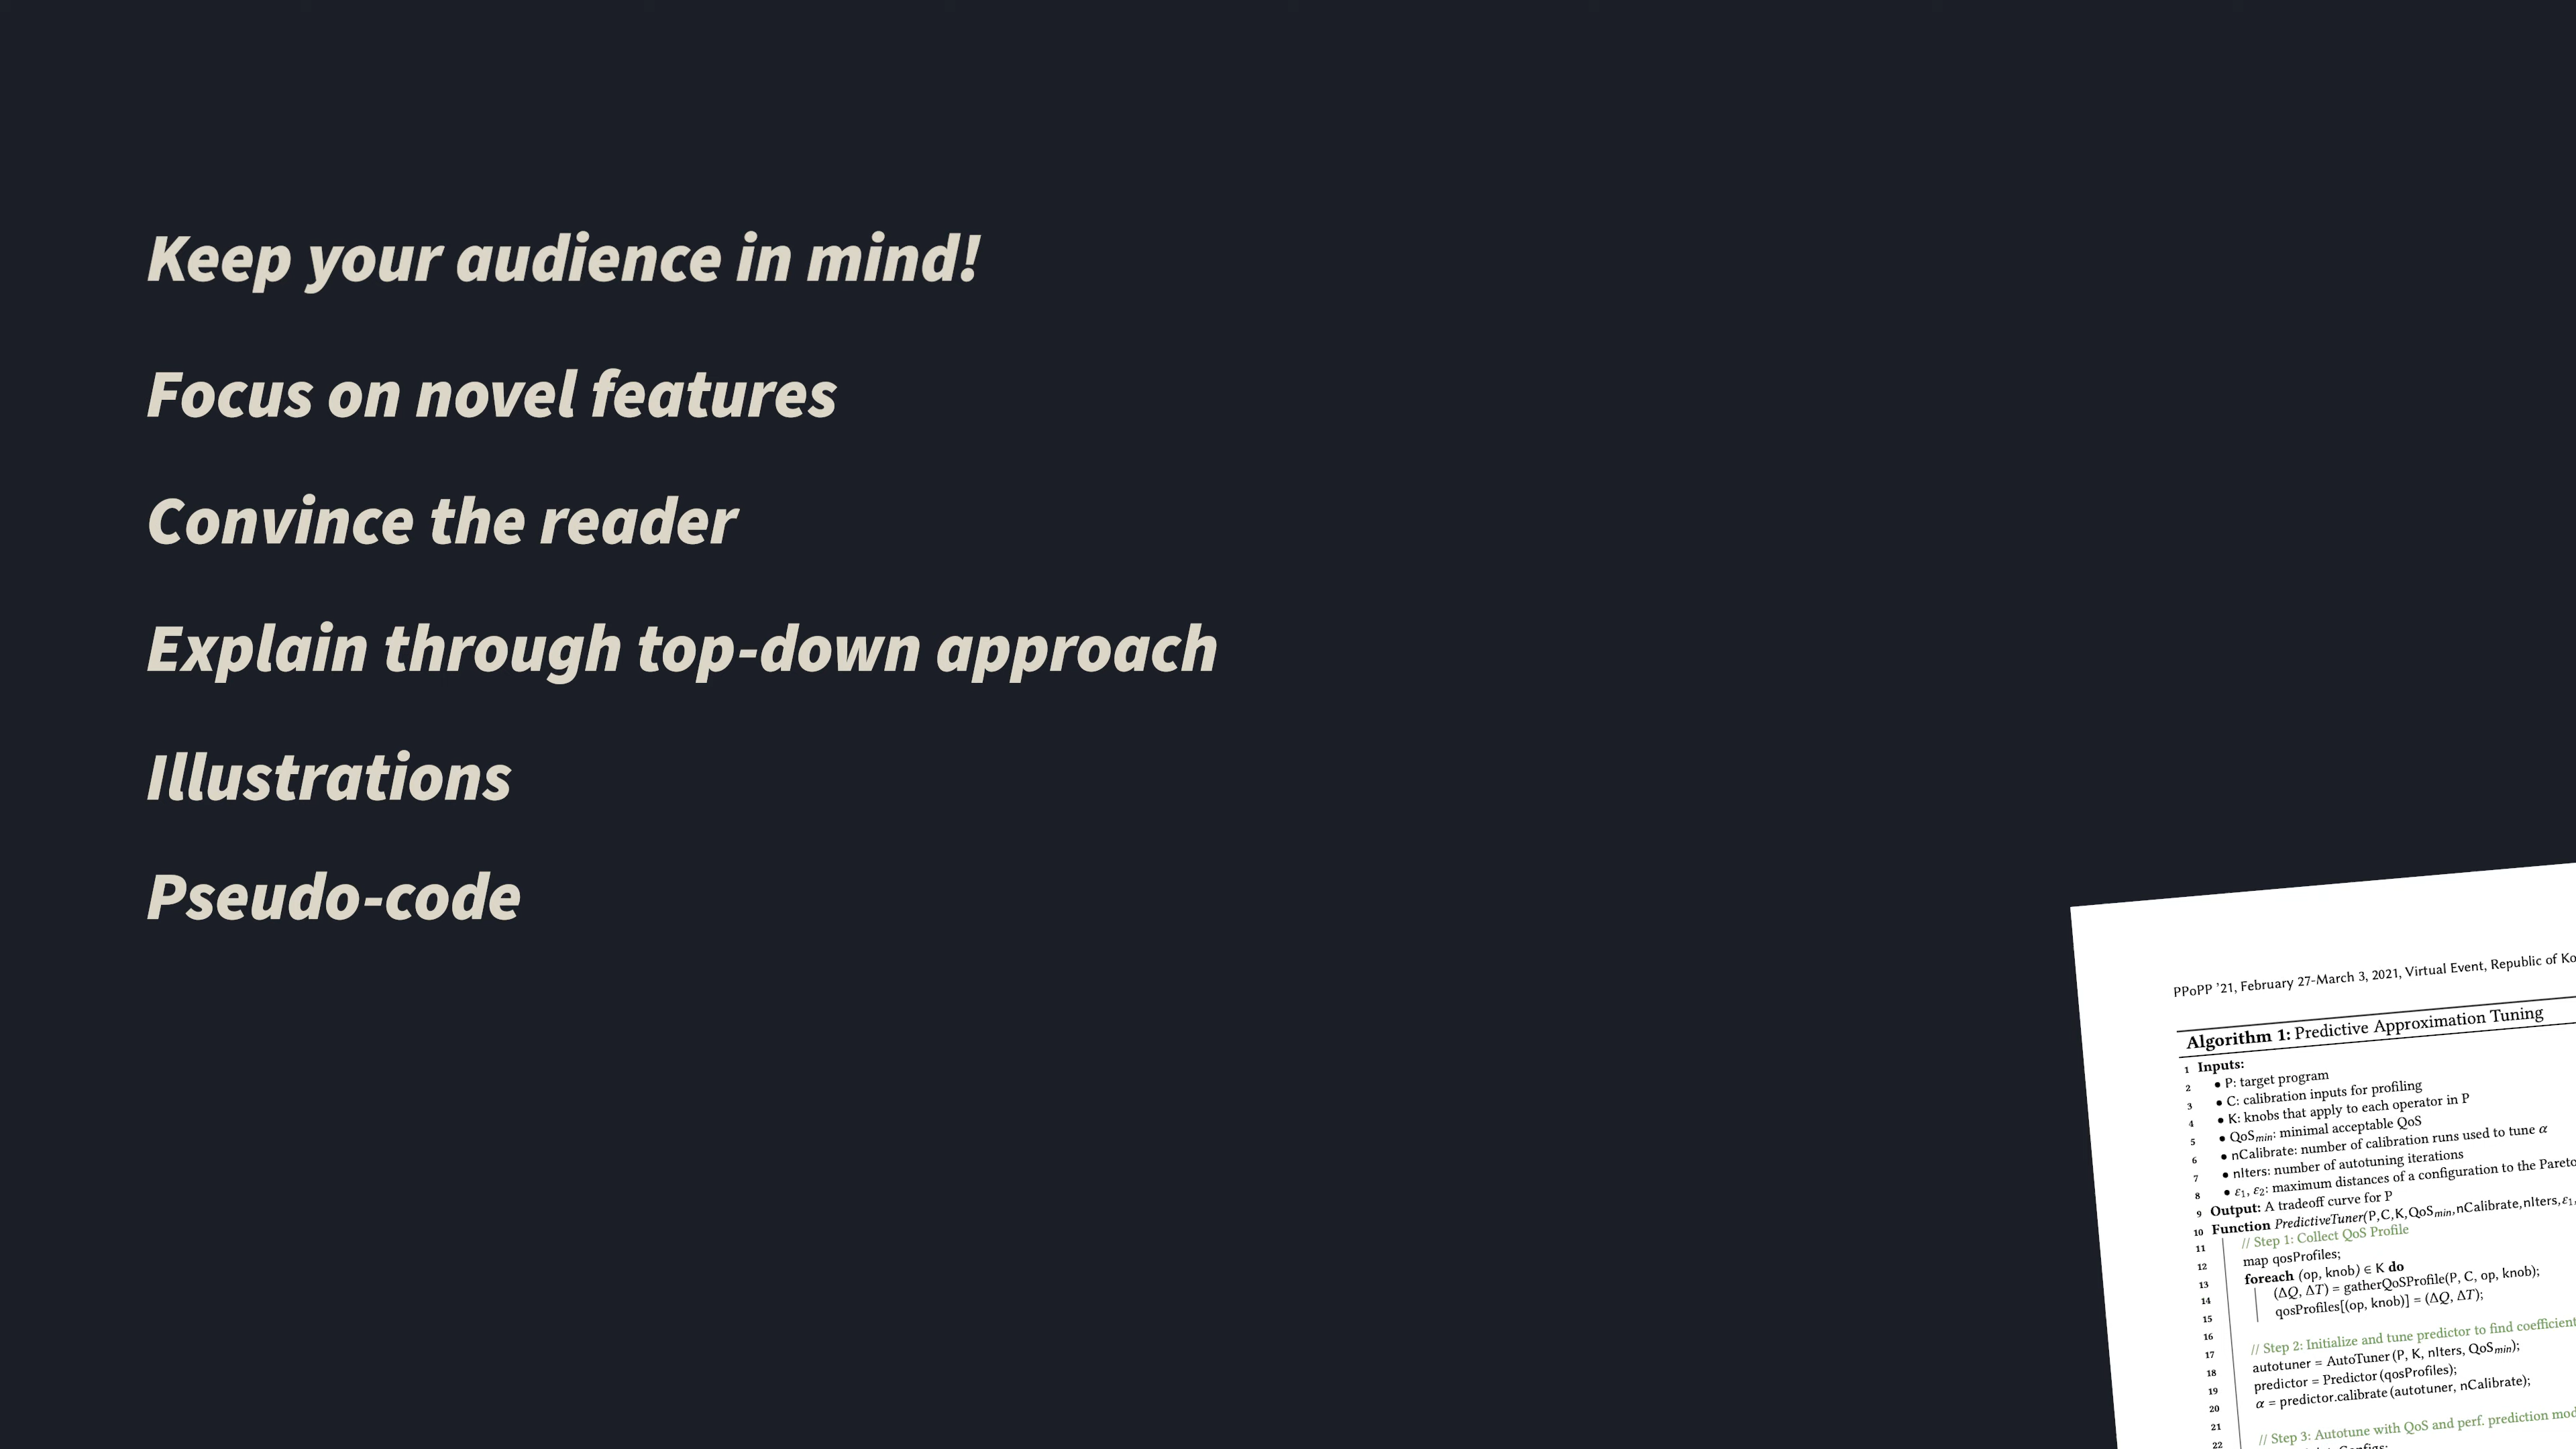 Keep your audience in mind!
Focus on novel features
Convince the reader
Explain through top-down approach
Illustrations
Pseudo-code
PPoPP ’21, February 27-March 3, 2021, Virtual Event, Republic of
Algorithm 1: Predictive Approximation Tuning
1 Inputs:
2 • P: target program
3 • C: calibration inputs for profiling
4 • K: knobs that apply to each operator in P
5 • QoSmin: minimal acceptable QoS
6 • nCalibrate: number of calibration runs used to tune α
7 • nIters: number of autotuning iterations
8 • ε1, ε2: maximum distances of a configuration to the Pareto
9 Output: A tradeoff curve for P
10 Function PredictiveTuner(P,C,K,QoSmin,nCalibrate,nIters,ε1,
11 // Step 1: Collect QoS Profile
12 map qosProfiles;
13 foreach (op, knob) ∈ K do
14 (ΔQ, ΔT) = gatherQoSProfile(P, C, op, knob);
15 qosProfiles[(op, knob)] = (ΔQ, ΔT);
16
17 // Step 2: Initialize and tune predictor to find
18 autotuner = AutoTuner(P, K, nIters, QoSmin);
19 predictor = Predictor(qosProfiles);
20 α = predictor.calibrate(autotuner, nCalibrate);
21
22 // Step 3: Autotune with QoS and perf. prediction